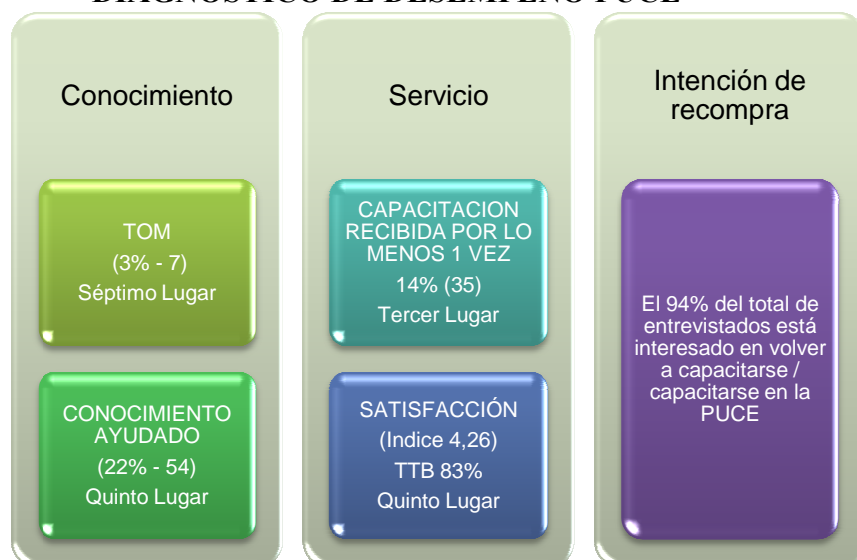 DIAGNÓSTICO DE DESEMPEÑO PUCE
Conocimiento
TOM
(3% - 7)
Séptimo Lugar
CONOCIMIENTO
AYUDADO
(22% - 54)
Quinto Lugar
Servicio
CAPACITACION
RECIBIDA POR LO
MENOS 1 VEZ
14% (35)
Tercer Lugar
SATISFACCIÓN
(Indice 4,26)
TTB 83%
Quinto Lugar
Intención de
recompra
El 94% del total de
entrevistados está
interesado en volver
a capacitarse /
capacitarse en la
PUCE